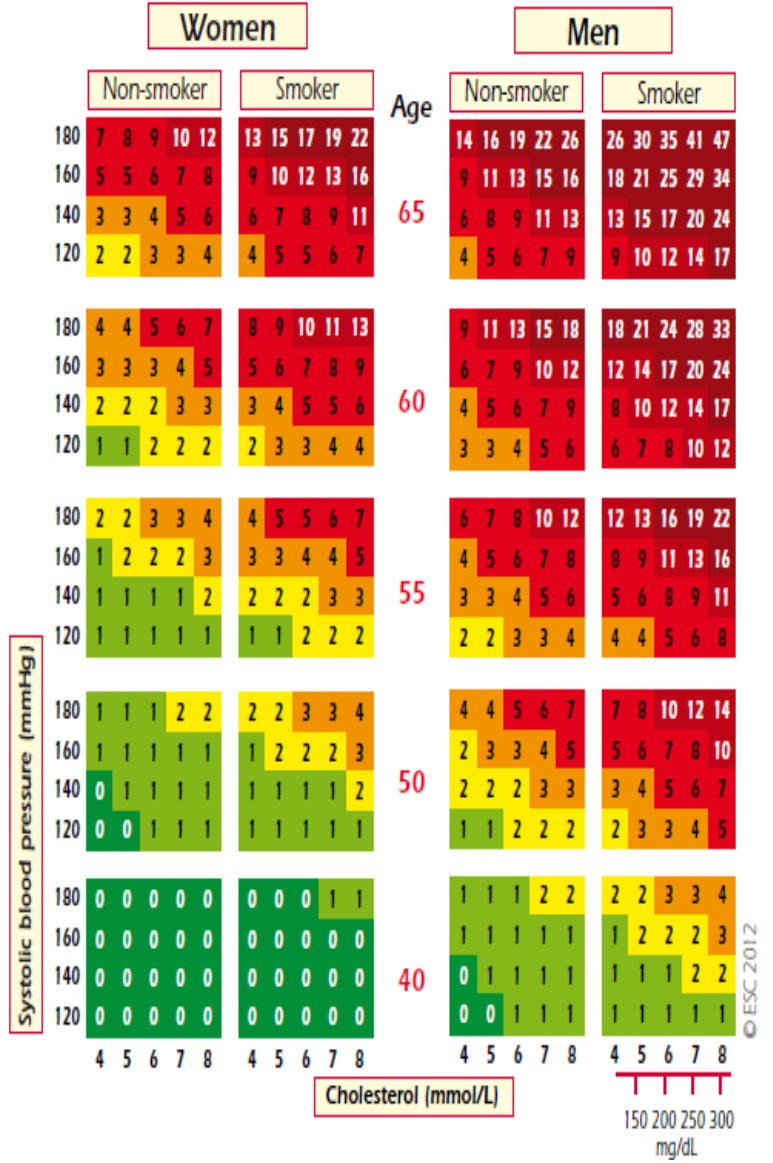 Women Men
Non-smoker Smoker Age Non-smoker Smoker
180 7 8 9 10 12 13 15 17 19 22 14 16 19 22 26 26 30 35 41 47
160 5 5 6 7 8 9 10 12 13 16 9 11 13 15 16 18 21 25 29 34
140 3 3 4 5 6 6 7 8 9 11 65 6 8 9 11 13 13 15 17 20 24
120 2 2 3 3 4 4 5 5 6 7 4 5 6 7 9 9 10 12 14 17
180 4 4 5 6 7 8 9 10 11 13 9 11 13 15 18 18 21 24 28 33
160 3 3 3 4 5 5 6 7 8 9 6 7 9 10 12 12 14 17 20 24
140 2 2 2 3 3 3 4 5 5 6 60 4 5 6 7 9 8 10 12 14 17
120 1 1 2 2 2 2 3 3 4 4 3 3 4 5 6 6 7 8 10 12
180 2 2 3 3 4 4 5 5 6 7 6 7 8 10 12 12 13 16 19 22
160 1 2 2 2 3 3 3 4 4 5 4 5 6 7 8 8 9 11 13 16
140 1 1 1 1 2 2 2 2 3 3 55 3 3 4 5 6 5 6 8 9 11
120 1 1 1 1 1 1 1 2 2 2 2 2 3 3 4 4 4 5 6 8
180 1 1 1 2 2 2 2 3 3 4 4 4 5 6 7 7 8 10 12 14
160 1 1 1 1 1 1 2 2 2 3 2 3 3 4 5 5 6 7 8 10
140 0 1 1 1 1 1 1 1 1 2 50 2 2 2 3 3 3 4 5 6 7
120 0 0 1 1 1 1 1 1 1 1 1 1 2 2 2 2 3 3 4 5
180 0 0 0 0 0 0 0 0 1 1 1 1 1 2 2 2 2 3 3 4
160 0 0 0 0 0 0 0 0 0 0 1 1 1 1 1 1 2 2 2 3
140 0 0 0 0 0 0 0 0 0 0 40 0 1 1 1 1 1 1 1 2 2
120 0 0 0 0 0 0 0 0 0 0 0 0 1 1 1 1 1 1 1 1
4 5 6 7 8 4 5 6 7 8 4 5 6 7 8 4 5 6 7 8
Systolic blood pressure (mmHg)
Cholesterol (mmol/L)
150 200 250 300
mg/dL
© ESC 2012